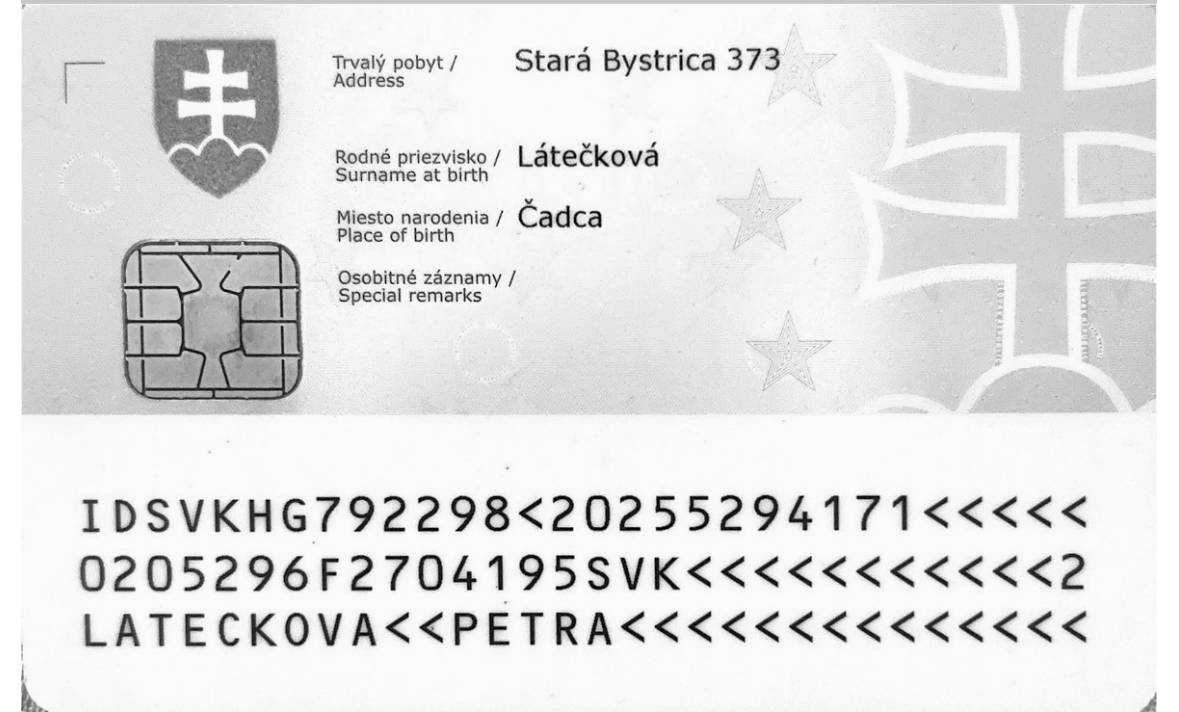 Trvalý pobyt / Stará Bystrica 373
Address
Rodné priezvisko / Látečková
Surname at birth
Miesto narodenia / Čadca
Place of birth
Osobitné záznamy /
Special remarks
IDSVKHG792298<20255294171<<<<<
0205296F2704195SVK<<<<<<<<<<<2
LATECKOVA<<PETRA<<<<<<<<<<<<<<